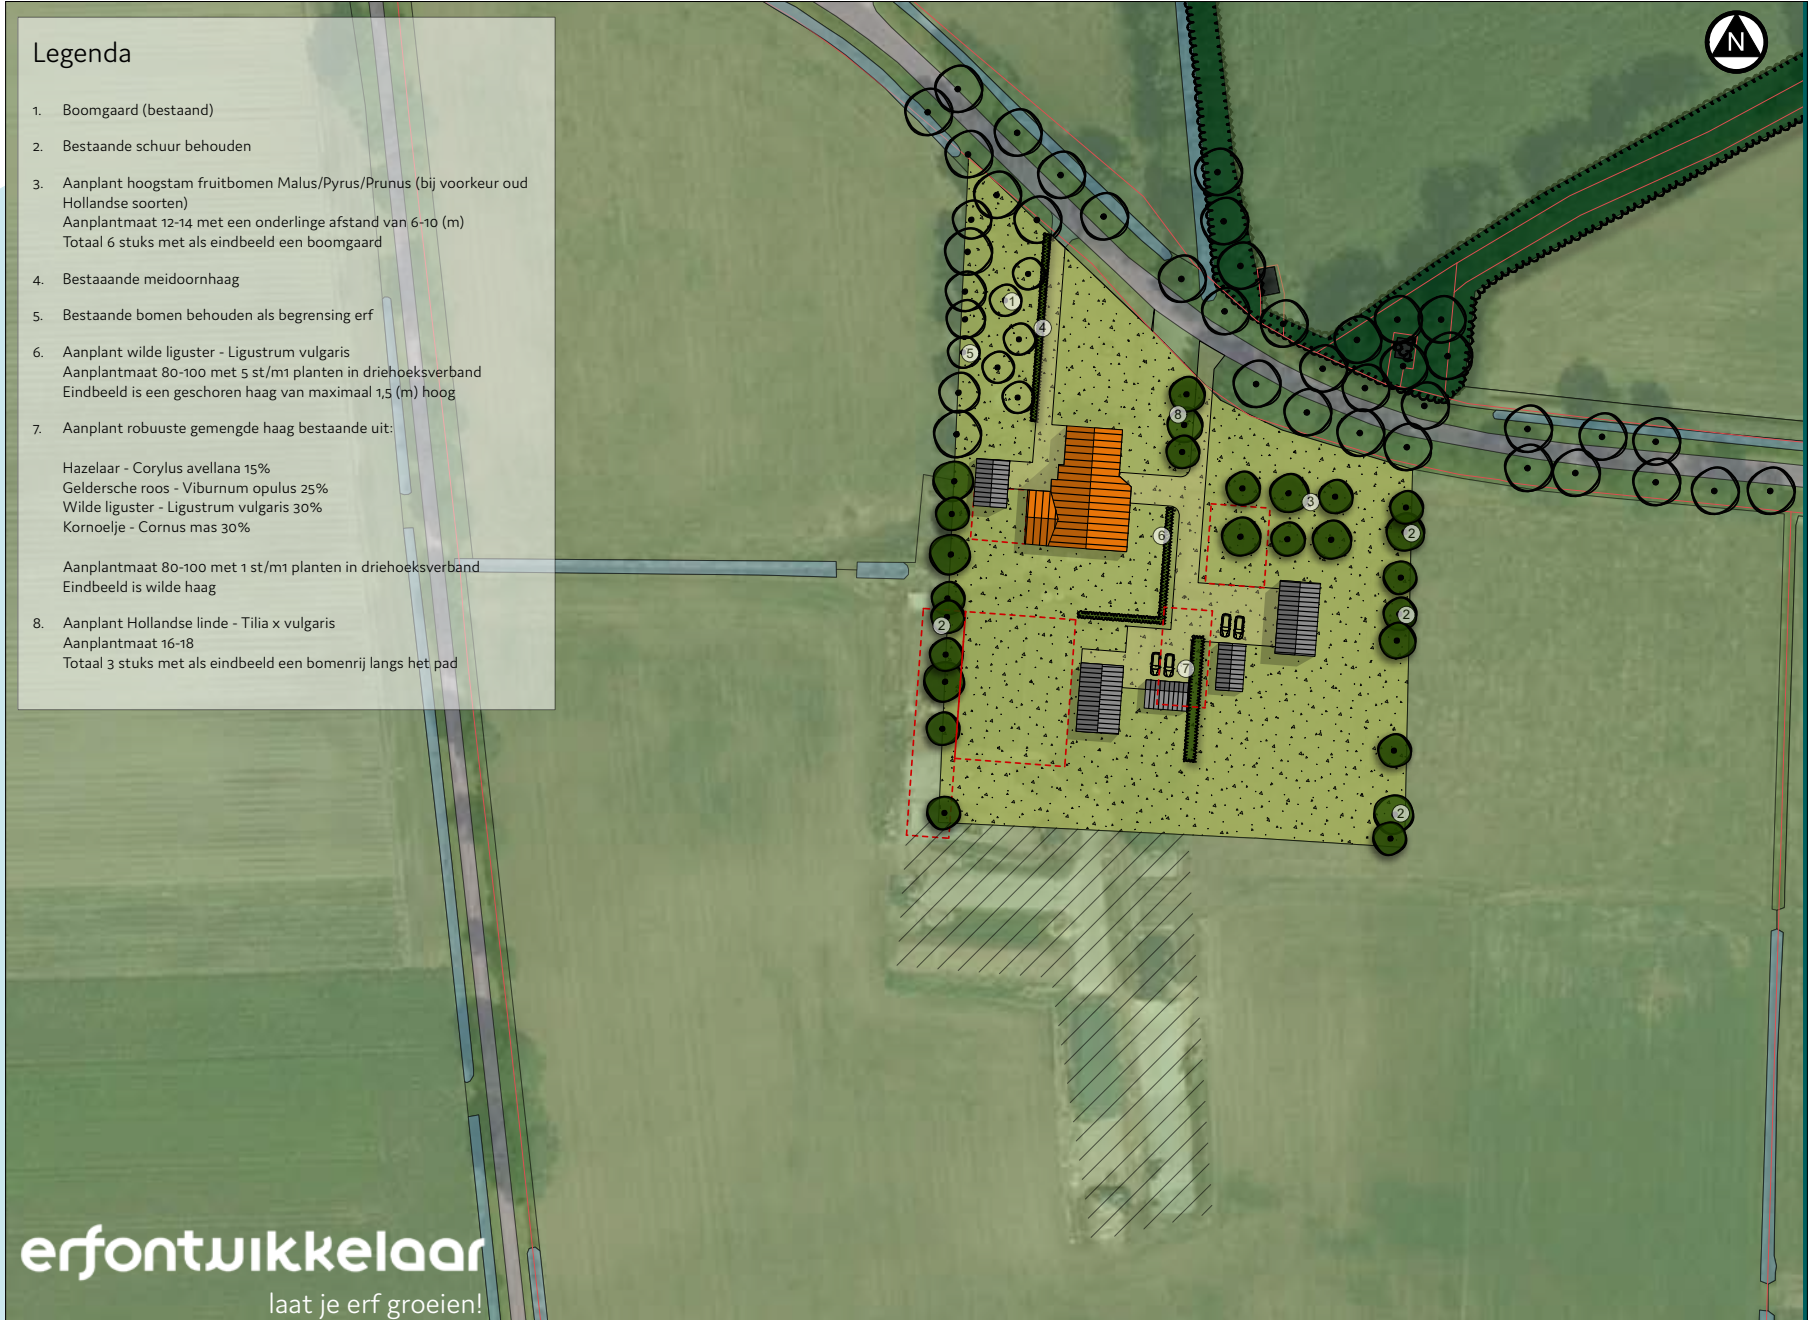 Legenda
1. Boomgaard (bestaand)
2. Bestaande schuur behouden
3. Aanplant hoogstam fruitbomen Malus/Pyrus/Prunus (bij voorkeur oud
Hollandse soorten)
Aanplantmaat 12-14 met een onderlinge afstand van 6-10 (m)
Totaal 6 stuks met als eindbeeld een boomgaard
4. Bestaaande meidoornhaag
5. Bestaande bomen behouden als begrensing erf
6. Aanplant wilde liguster - Ligustrum vulgaris
Aanplantmaat 80-100 met 5 st/m1 planten in driehoeksverband
Eindbeeld is een geschoren haag van maximaal 1,5 (m) hoog
7. Aanplant robuuste gemengde haag bestaande uit:
Hazelaar - Corylus avellana 15%
Geldersche roos - Viburnum opulus 25%
Wilde liguster - Ligustrum vulgaris 30%
Kornoelje - Cornus mas 30%
Aanplantmaat 80-100 met 1 st/m1 planten in driehoeksverband
Eindbeeld is wilde haag
8. Aanplant Hollandse linde - Tilia x vulgaris
Aanplantmaat 16-18
Totaal 3 stuks met als eindbeeld een bomenrij langs het pad
N
1
4
5
8
3
2
6
2
2
7
2
erfontwikkelaar
laat je erf groeien!